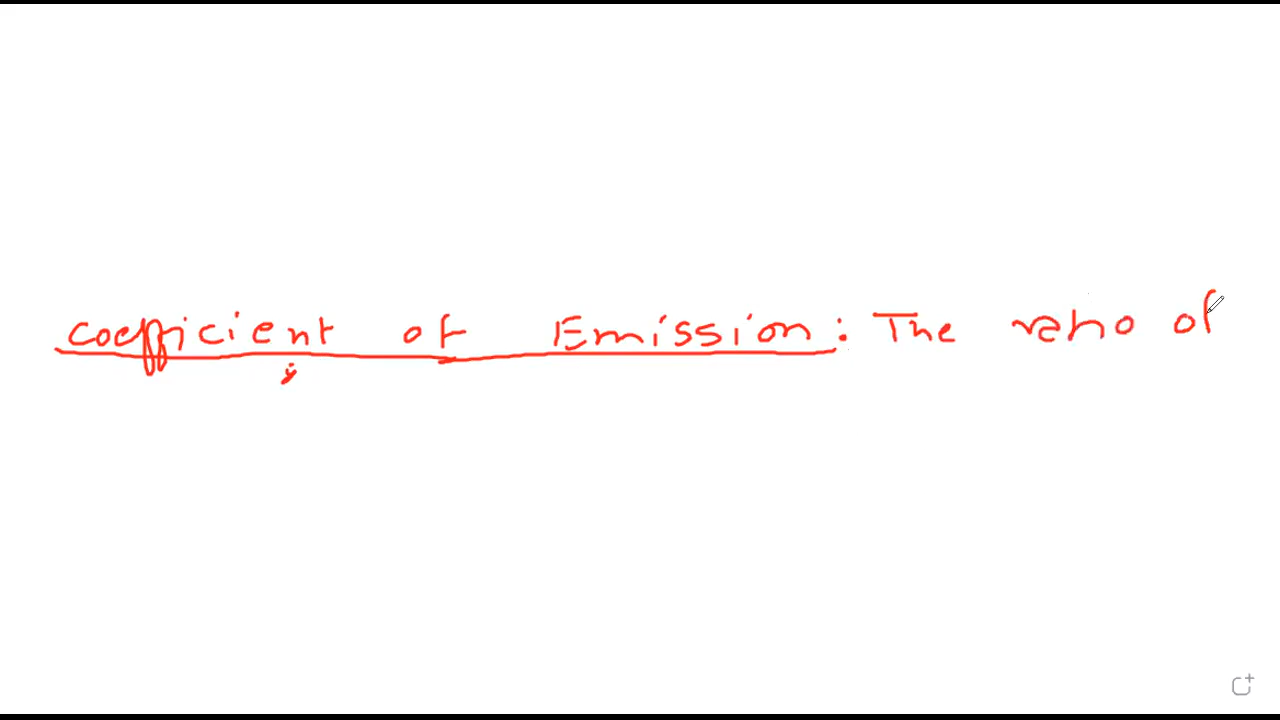 coefficient of Emission : The ratio of